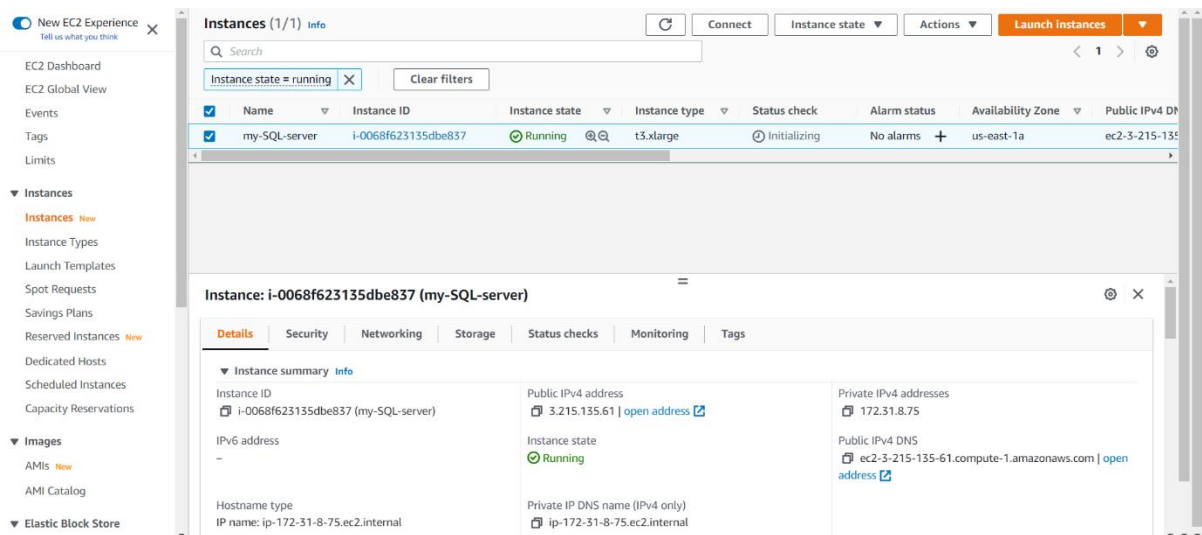 New EC2 Experience
Tell us what you think
EC2 Dashboard
EC2 Global View
Events
Tags
Limits
Instances
Instances New
Instance Types
Launch Templates
Spot Requests
Savings Plans
Reserved Instances New
Dedicated Hosts
Scheduled Instances
Capacity Reservations
Images
AMIs New
AMI Catalog
Elastic Block Store
Instances (1/1) Info
Connect
Instance state
Actions
Launch instances
Search
1
Instance state = running
Clear filters
Name Instance ID Instance state Instance type Status check Alarm status Availability Zone Public IPv4 DN
my-SQL-server i-0068f623135dbe837 Running t3.xlarge Initializing No alarms + us-east-1a ec2-3-215-135
Instance: i-0068f623135dbe837 (my-SQL-server)
Details Security Networking Storage Status checks Monitoring Tags
Instance summary Info
Instance ID Public IPv4 address Private IPv4 addresses
i-0068f623135dbe837 (my-SQL-server) 3.215.135.61 | open address 172.31.8.75
IPv6 address Instance state Public IPv4 DNS
– Running ec2-3-215-135-61.compute-1.amazonaws.com | open
address
Hostname type Private IP DNS name (IPv4 only)
IP name: ip-172-31-8-75.ec2.internal ip-172-31-8-75.ec2.internal